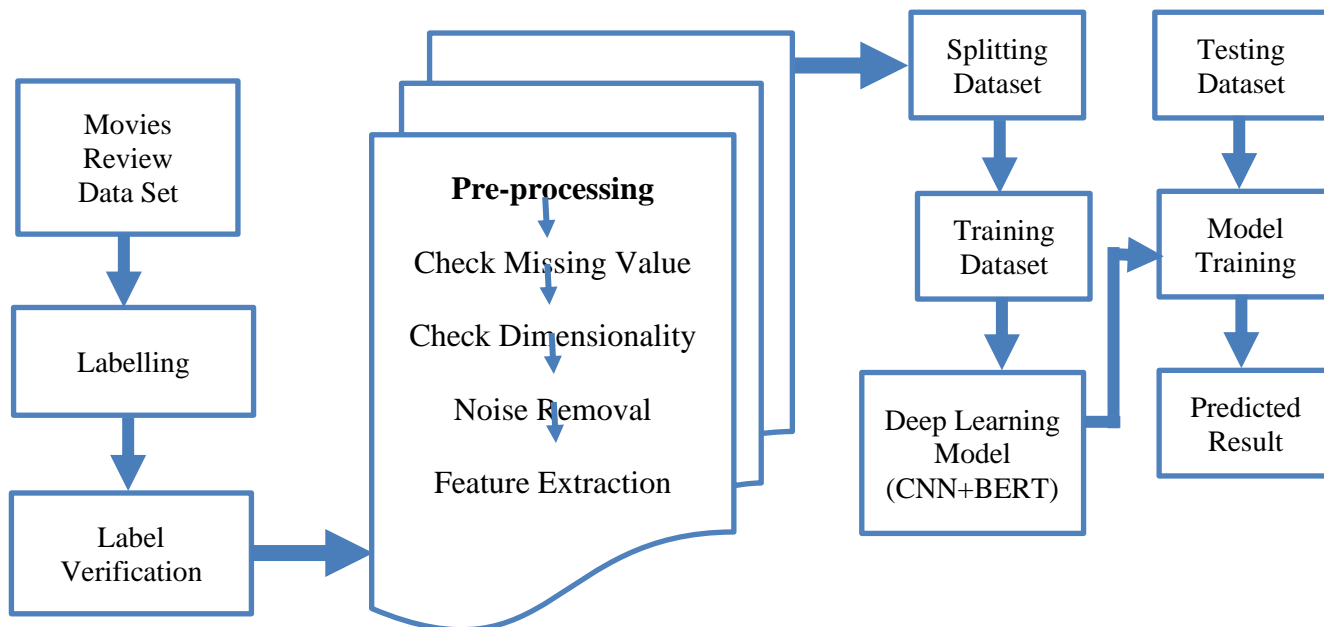 Movies
Review
Data Set
Labelling
Label
Verification
Pre-processing
Check Missing Value
Check Dimensionality
Noise Removal
Feature Extraction
Splitting
Dataset
Training
Dataset
Deep Learning
Model
(CNN+BERT)
Testing
Dataset
Model
Training
Predicted
Result